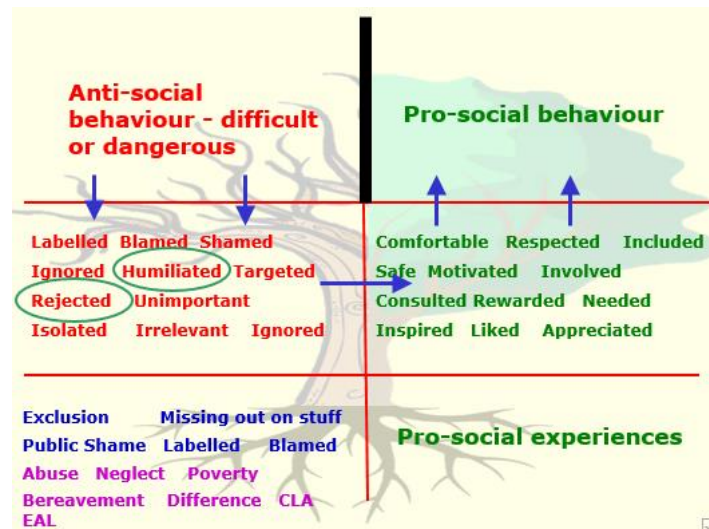 Anti-social
behaviour - difficult
or dangerous
Pro-social behaviour
Labelled Blamed Shamed
Ignored Humiliated Targeted
Rejected Unimportant
Isolated Irrelevant Ignored
Comfortable Respected Included
Safe Motivated Involved
Consulted Rewarded Needed
Inspired Liked Appreciated
Exclusion Missing out on stuff
Public Shame Labelled Blamed
Abuse Neglect Poverty
Bereavement Difference CLA
EAL
Pro-social experiences